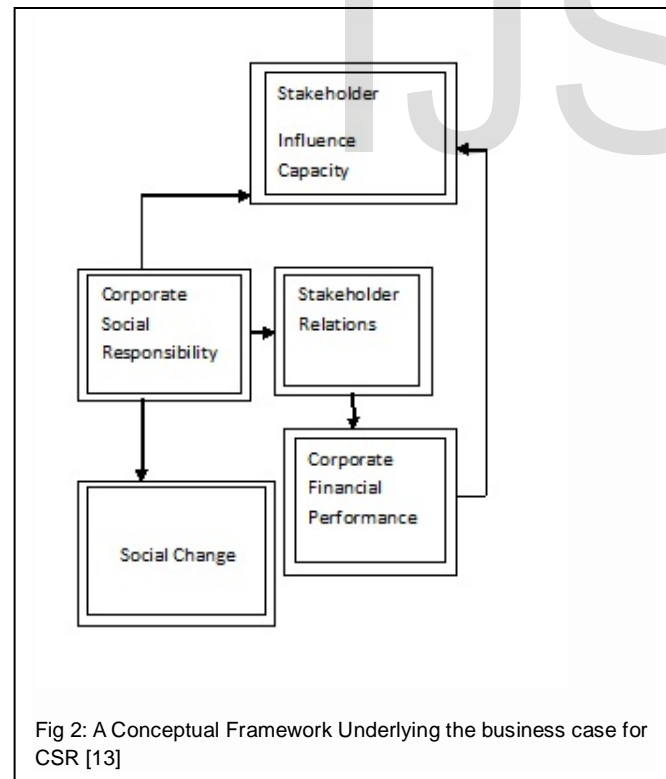 IJS
Stakeholder
Influence
Capacity
Corporate
Social
Responsibility
Stakeholder
Relations
Corporate
Financial
Performance
Social Change
Fig 2: A Conceptual Framework Underlying the business case for
CSR [13]